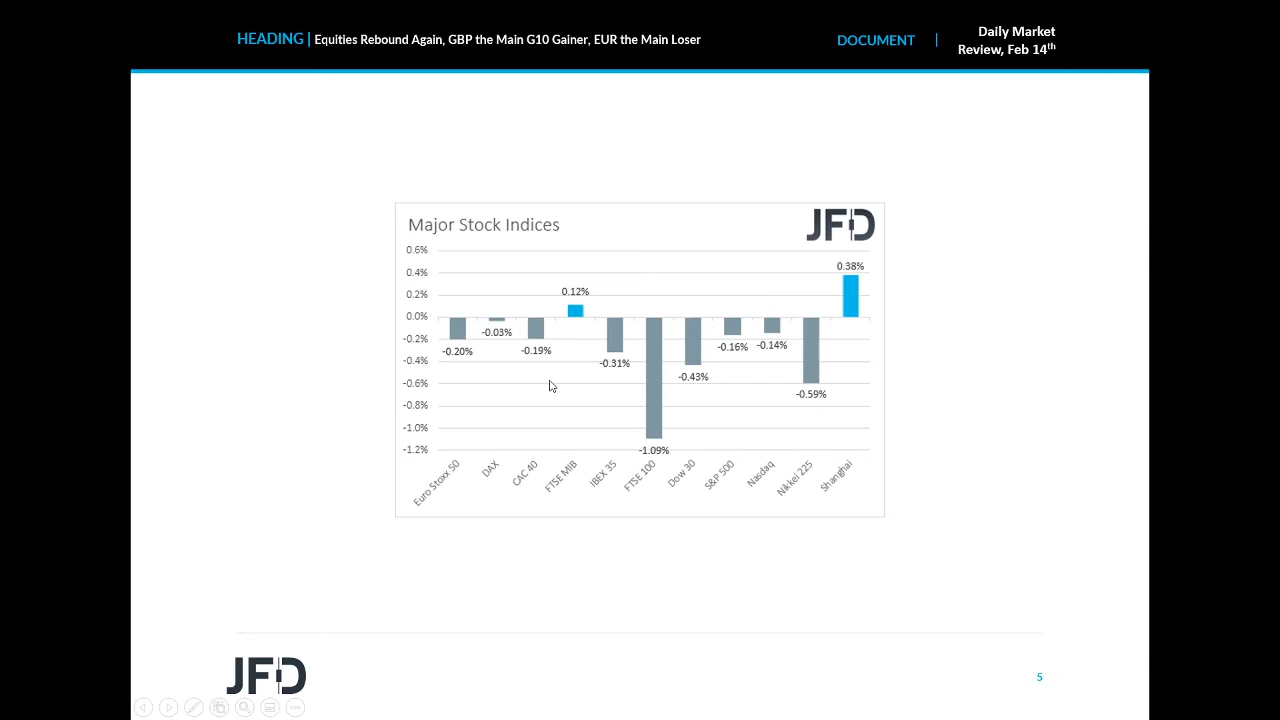 HEADING | Equities Rebound Again, GBP the Main G10 Gainer, EUR the Main Loser
DOCUMENT | Daily Market
Review, Feb 14th
Major Stock Indices
JFD
0.6%
0.4%
0.2%
0.0%
-0.2%
-0.4%
-0.6%
-0.8%
-1.0%
-1.2%
-0.20%
-0.03%
-0.19%
0.12%
-0.31%
-1.09%
-0.43%
-0.16%
-0.14%
-0.59%
0.38%
Euro Stoxx 50
DAX
CAC 40
FTSE MIB
IBEX 35
FTSE 100
Dow 30
S&P 500
Nasdaq
Nikkei 225
Shanghai
JFD
5